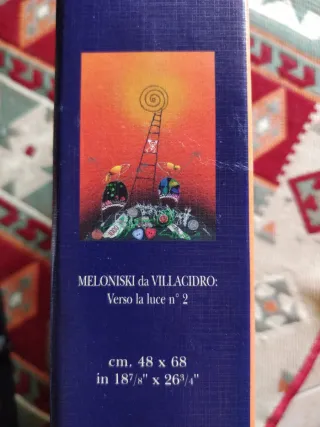 MELONISKI da VILLACIDRO:
Verso la luce n° 2
cm. 48 x 68
in 18⁷/₈" x 26³/₄"